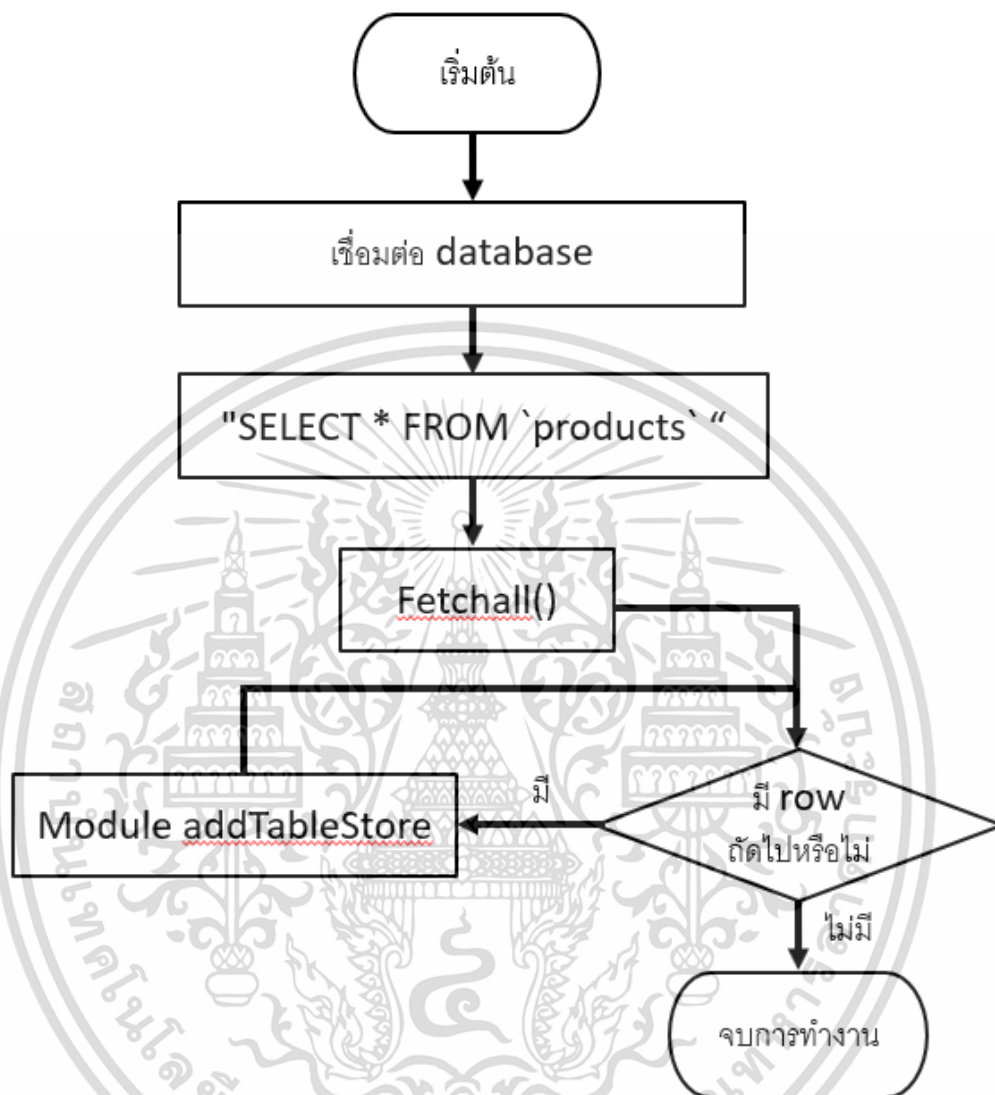 เริ่มต้น
เชื่อมต่อ database
"SELECT * FROM `products` “
Fetchall()
มี row
ถัดไปหรือไม่
มี
Module addTableStore
ไม่มี
จบการทำงาน